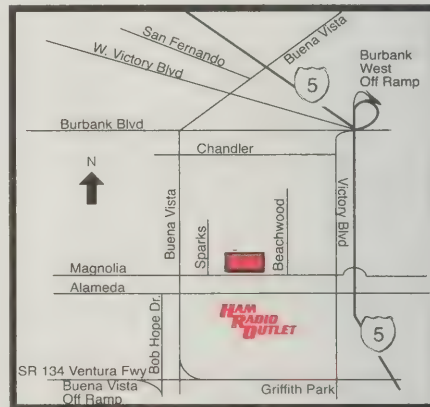 San Fernando
Buena Vista
W. Victory Blvd
5
Burbank
West
Off Ramp
Burbank Blvd
Chandler
N
Buena Vista
Sparks
Beachwood
Victory Blvd
Magnolia
Alameda
Bob Hope Dr.
HAM
RADIO
OUTLET
5
SR 134 Ventura Fwy
Buena Vista
Off Ramp
Griffith Park